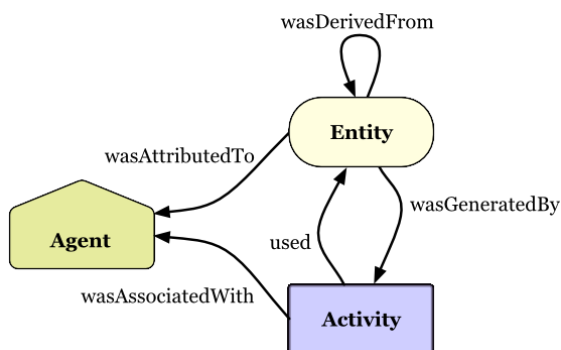 wasDerivedFrom
Entity
wasAttributedTo
wasGeneratedBy
Agent
used
wasAssociatedWith
Activity